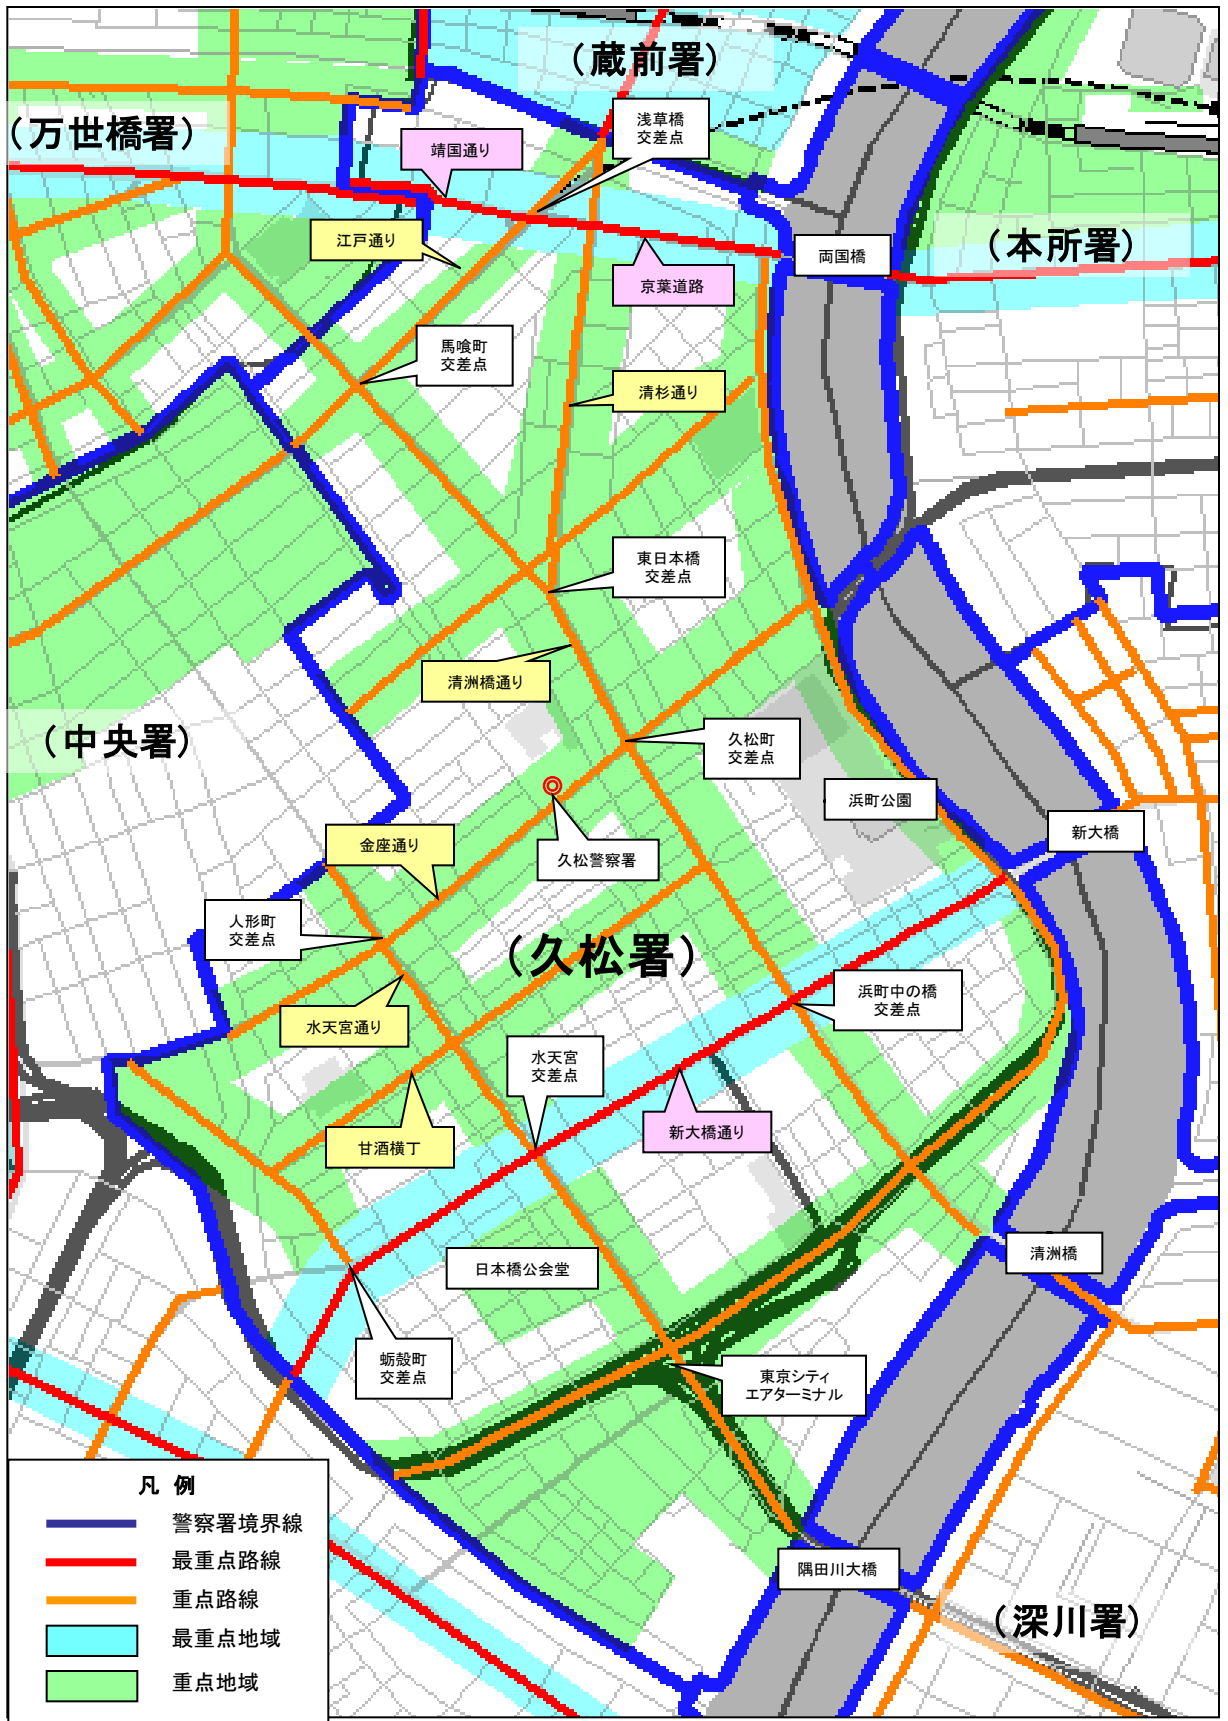 （蔵前署）
（万世橋署）
浅草橋
交差点
靖国通り
江戸通り
両国橋
（本所署）
京葉道路
馬喰町
交差点
清杉通り
東日本橋
交差点
清洲橋通り
（中央署）
久松町
交差点
浜町公園
新大橋
金座通り
久松警察署
人形町
交差点
（久松署）
浜町中の橋
交差点
水天宮通り
水天宮
交差点
新大橋通り
甘酒横丁
清洲橋
日本橋公会堂
蛎殻町
交差点
東京シティ
エアターミナル
隅田川大橋
（深川署）
凡 例
警察署境界線
最重点路線
重点路線
最重点地域
重点地域